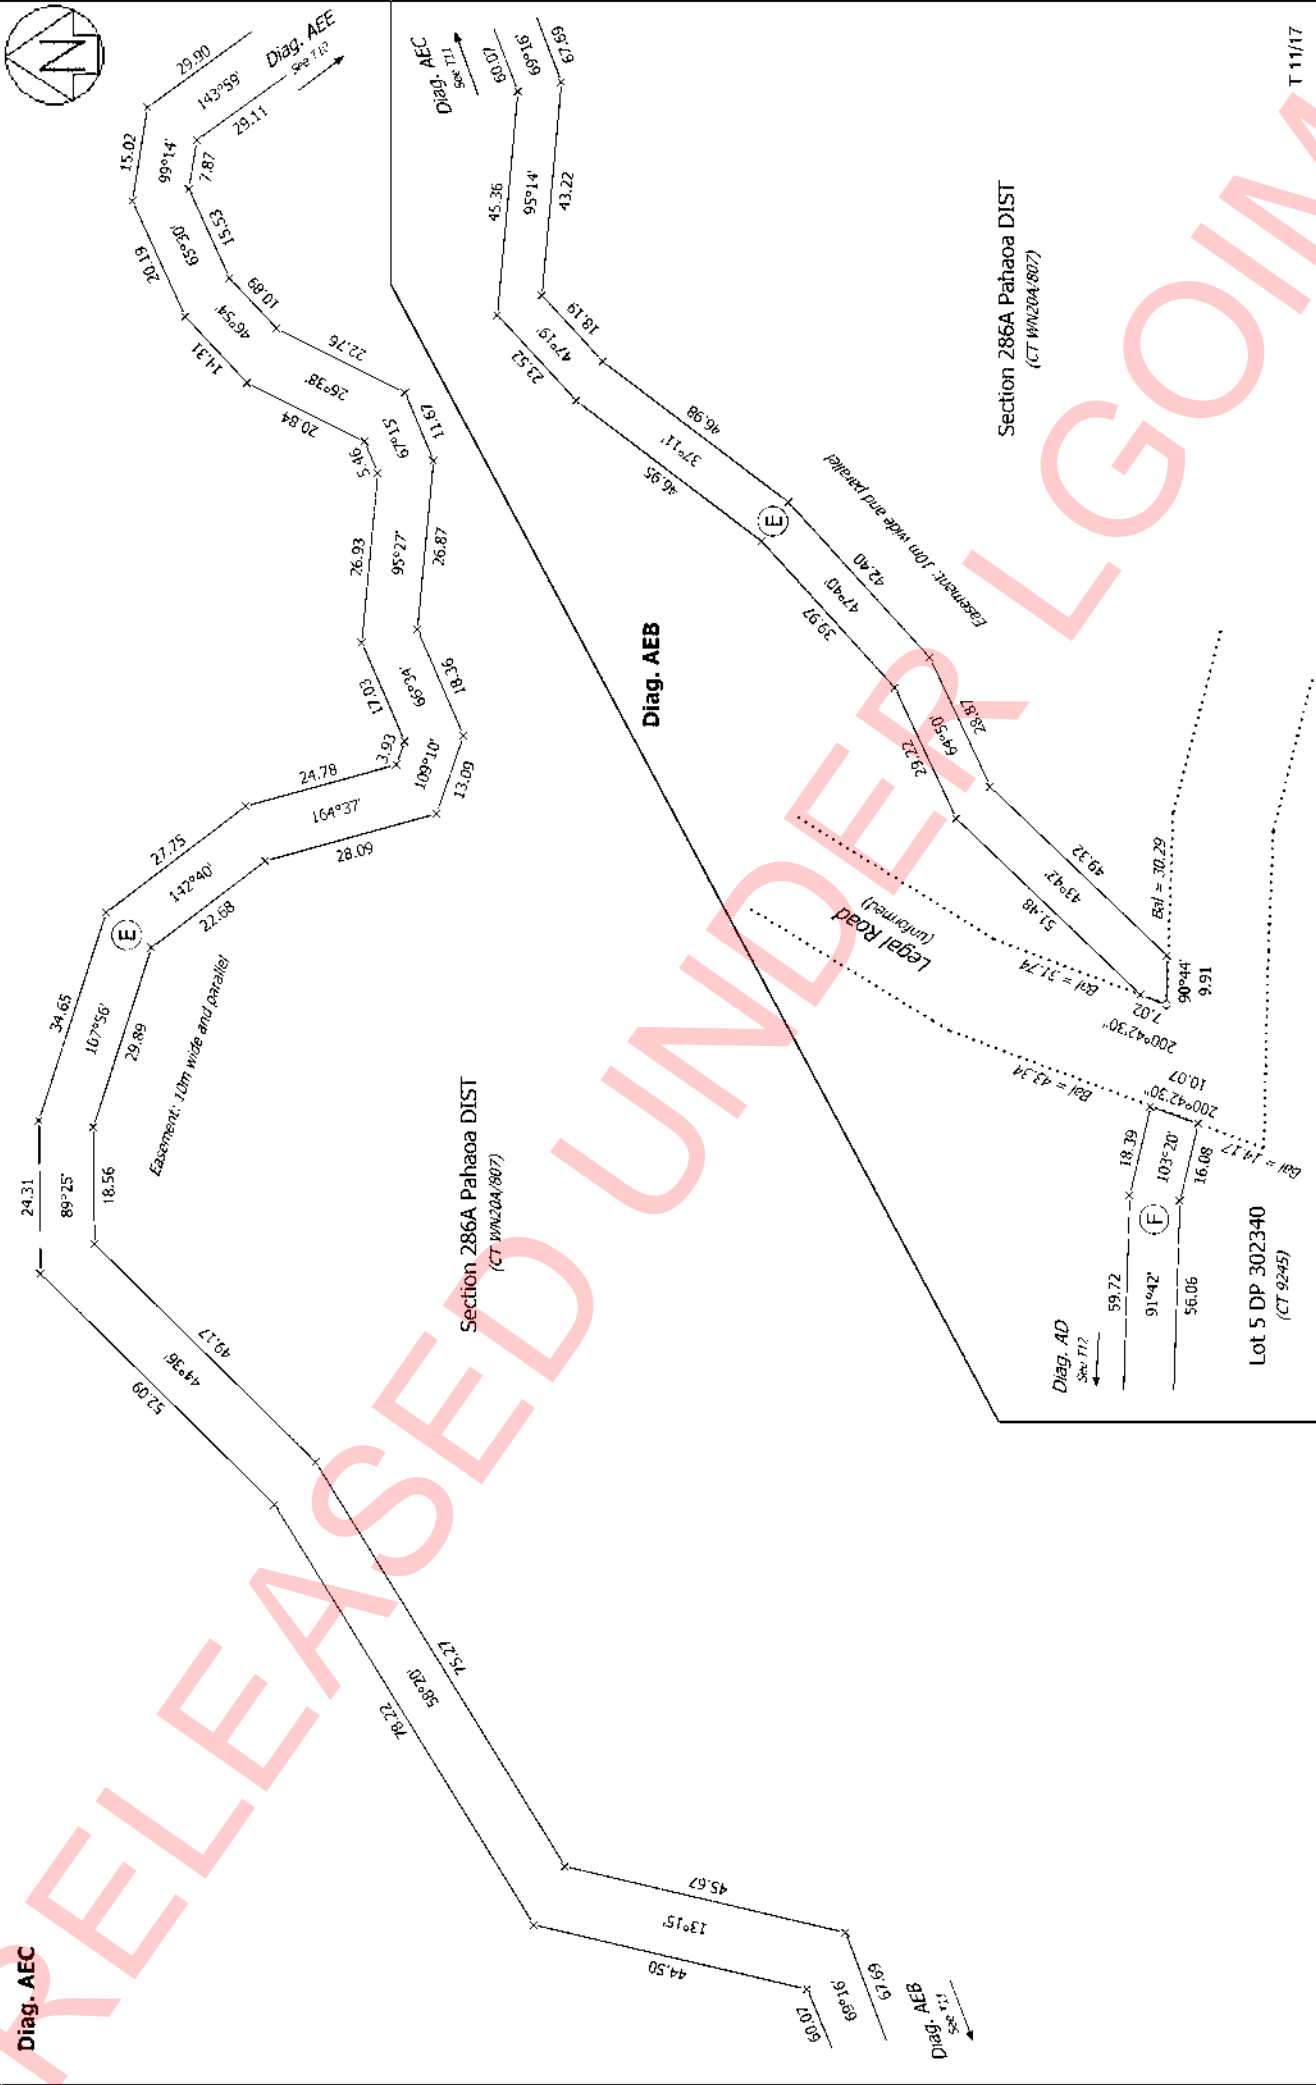 Diag. AEC
N
24.31
89°25'
18.56
34.65
107°56'
29.89
E
27.75
142°40'
22.68
24.78
164°37'
28.09
3.93
109°10'
13.09
17.03
66°34'
18.36
26.93
95°27'
26.87
5.46
67°15'
11.67
20.84
26°38'
22.76
14.31
46°54'
10.89
20.19
65°30'
15.53
15.02
99°14'
7.87
29.90
143°59'
29.11
Diag. AEE
See T10
52.09
44°36'
49.17
78.22
58°20'
75.27
44.50
13°15'
45.67
60.07
69°16'
67.69
Diag. AEB
See T11
Easement: 10m wide and parallel
Section 286A Pahaoa DIST
(CT WN20A/807)
Diag. AEB
Diag. AEC
See T11
60.07
69°16'
67.69
45.36
95°14'
43.22
23.52
47°19'
18.19
46.95
37°11'
46.98
E
39.97
47°40'
42.40
29.22
64°50'
28.87
51.48
43°42'
49.32
Easement: 10m wide and parallel
Section 286A Pahaoa DIST
(CT WN20A/807)
Legal Road
(unformed)
Bal = 31.74
Bal = 43.34
Bal = 30.29
7.02
200°42'30"
90°44'
9.91
10.07
200°42'30"
Bal = 14.17
18.39
103°20'
16.08
F
59.72
91°42'
56.06
Diag. AD
See T12
Lot 5 DP 302340
(CT 9245)
T 11/17
RELEASED UNDER LGOIM